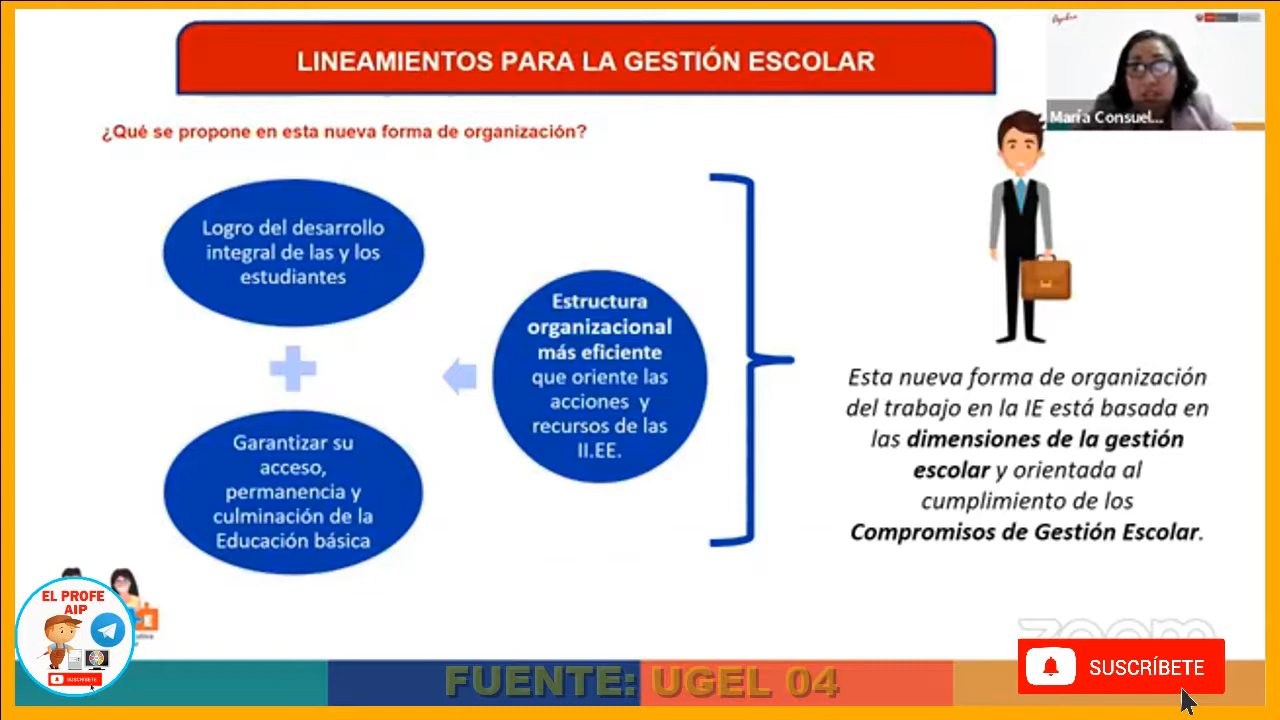 LINEAMIENTOS PARA LA GESTIÓN ESCOLAR
María Consuel...
¿Qué se propone en esta nueva forma de organización?
Logro del desarrollo
integral de las y los
estudiantes
Garantizar su
acceso,
permanencia y
culminación de la
Educación básica
Estructura
organizacional
más eficiente
que oriente las
acciones y
recursos de las
II.EE.
Esta nueva forma de organización
del trabajo en la IE está basada en
las dimensiones de la gestión
escolar y orientada al
cumplimiento de los
Compromisos de Gestión Escolar.
EL PROFE
AIP
SUSCRÍBETE
zoom
SUSCRÍBETE
FUENTE: UGEL 04